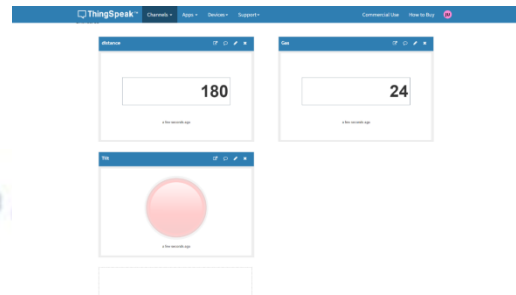 ThingSpeak™ Channels Apps Devices Support Commercial Use How to Buy
distance
180
a few seconds ago
Gas
24
a few seconds ago
Tilt
a few seconds ago